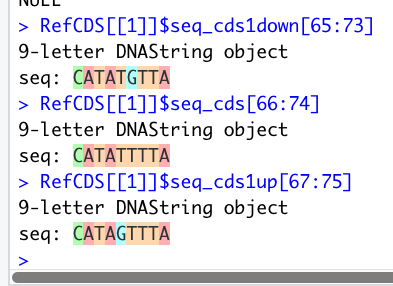 NULL
> RefCDS[[1]]$seq_cds1down[65:73]
9-letter DNAString object
seq: CATATGTTA
> RefCDS[[1]]$seq_cds[66:74]
9-letter DNAString object
seq: CATATTTTA
> RefCDS[[1]]$seq_cds1up[67:75]
9-letter DNAString object
seq: CATAGTTTA
>